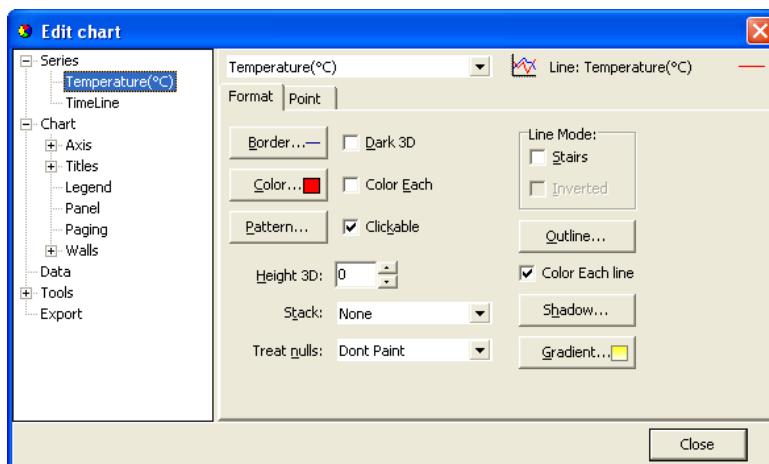 Edit chart
Series
Temperature(°C)
TimeLine
Chart
Axis
Titles
Legend
Panel
Paging
Walls
Data
Tools
Export
Temperature(°C)
Line: Temperature(°C)
Format Point
Border...
Dark 3D
Color...
Color Each
Pattern...
Clickable
Height 3D: 0
Stack: None
Treat nulls: Dont Paint
Line Mode:
Stairs
Inverted
Outline...
Color Each line
Shadow...
Gradient...
Close